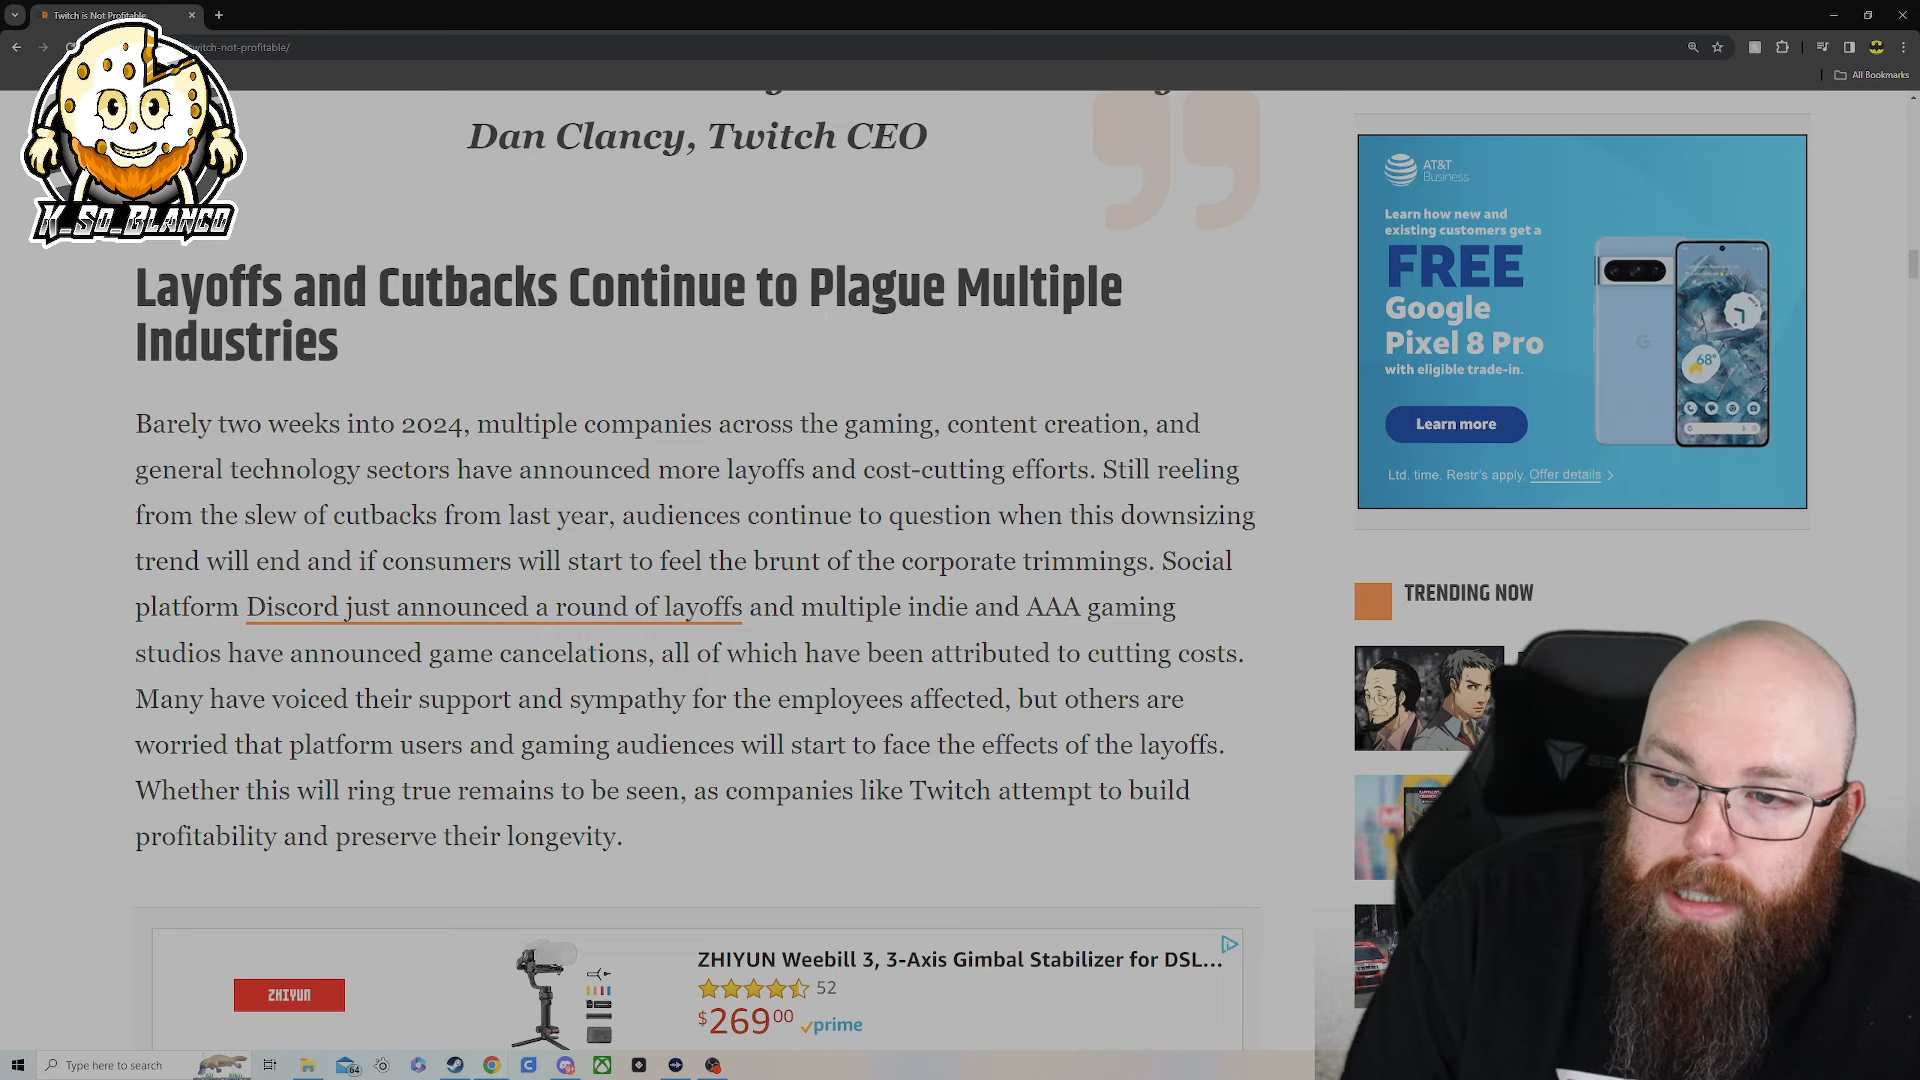 Twitch is Not Profitable
witch-not-profitable/
All Bookmarks
K_So_Blanco
Dan Clancy, Twitch CEO
Layoffs and Cutbacks Continue to Plague Multiple
Industries
Barely two weeks into 2024, multiple companies across the gaming, content creation, and
general technology sectors have announced more layoffs and cost-cutting efforts. Still reeling
from the slew of cutbacks from last year, audiences continue to question when this downsizing
trend will end and if consumers will start to feel the brunt of the corporate trimmings. Social
platform Discord just announced a round of layoffs and multiple indie and AAA gaming
studios have announced game cancelations, all of which have been attributed to cutting costs.
Many have voiced their support and sympathy for the employees affected, but others are
worried that platform users and gaming audiences will start to face the effects of the layoffs.
Whether this will ring true remains to be seen, as companies like Twitch attempt to build
profitability and preserve their longevity.
AT&T
Business
Learn how new and
existing customers get a
FREE
Google
Pixel 8 Pro
with eligible trade-in.
Learn more
Ltd. time. Restr's apply. Offer details
68°
TRENDING NOW
ZHIYUN
ZHIYUN Weebill 3, 3-Axis Gimbal Stabilizer for DSL...
52
$26900 prime
Type here to search
64